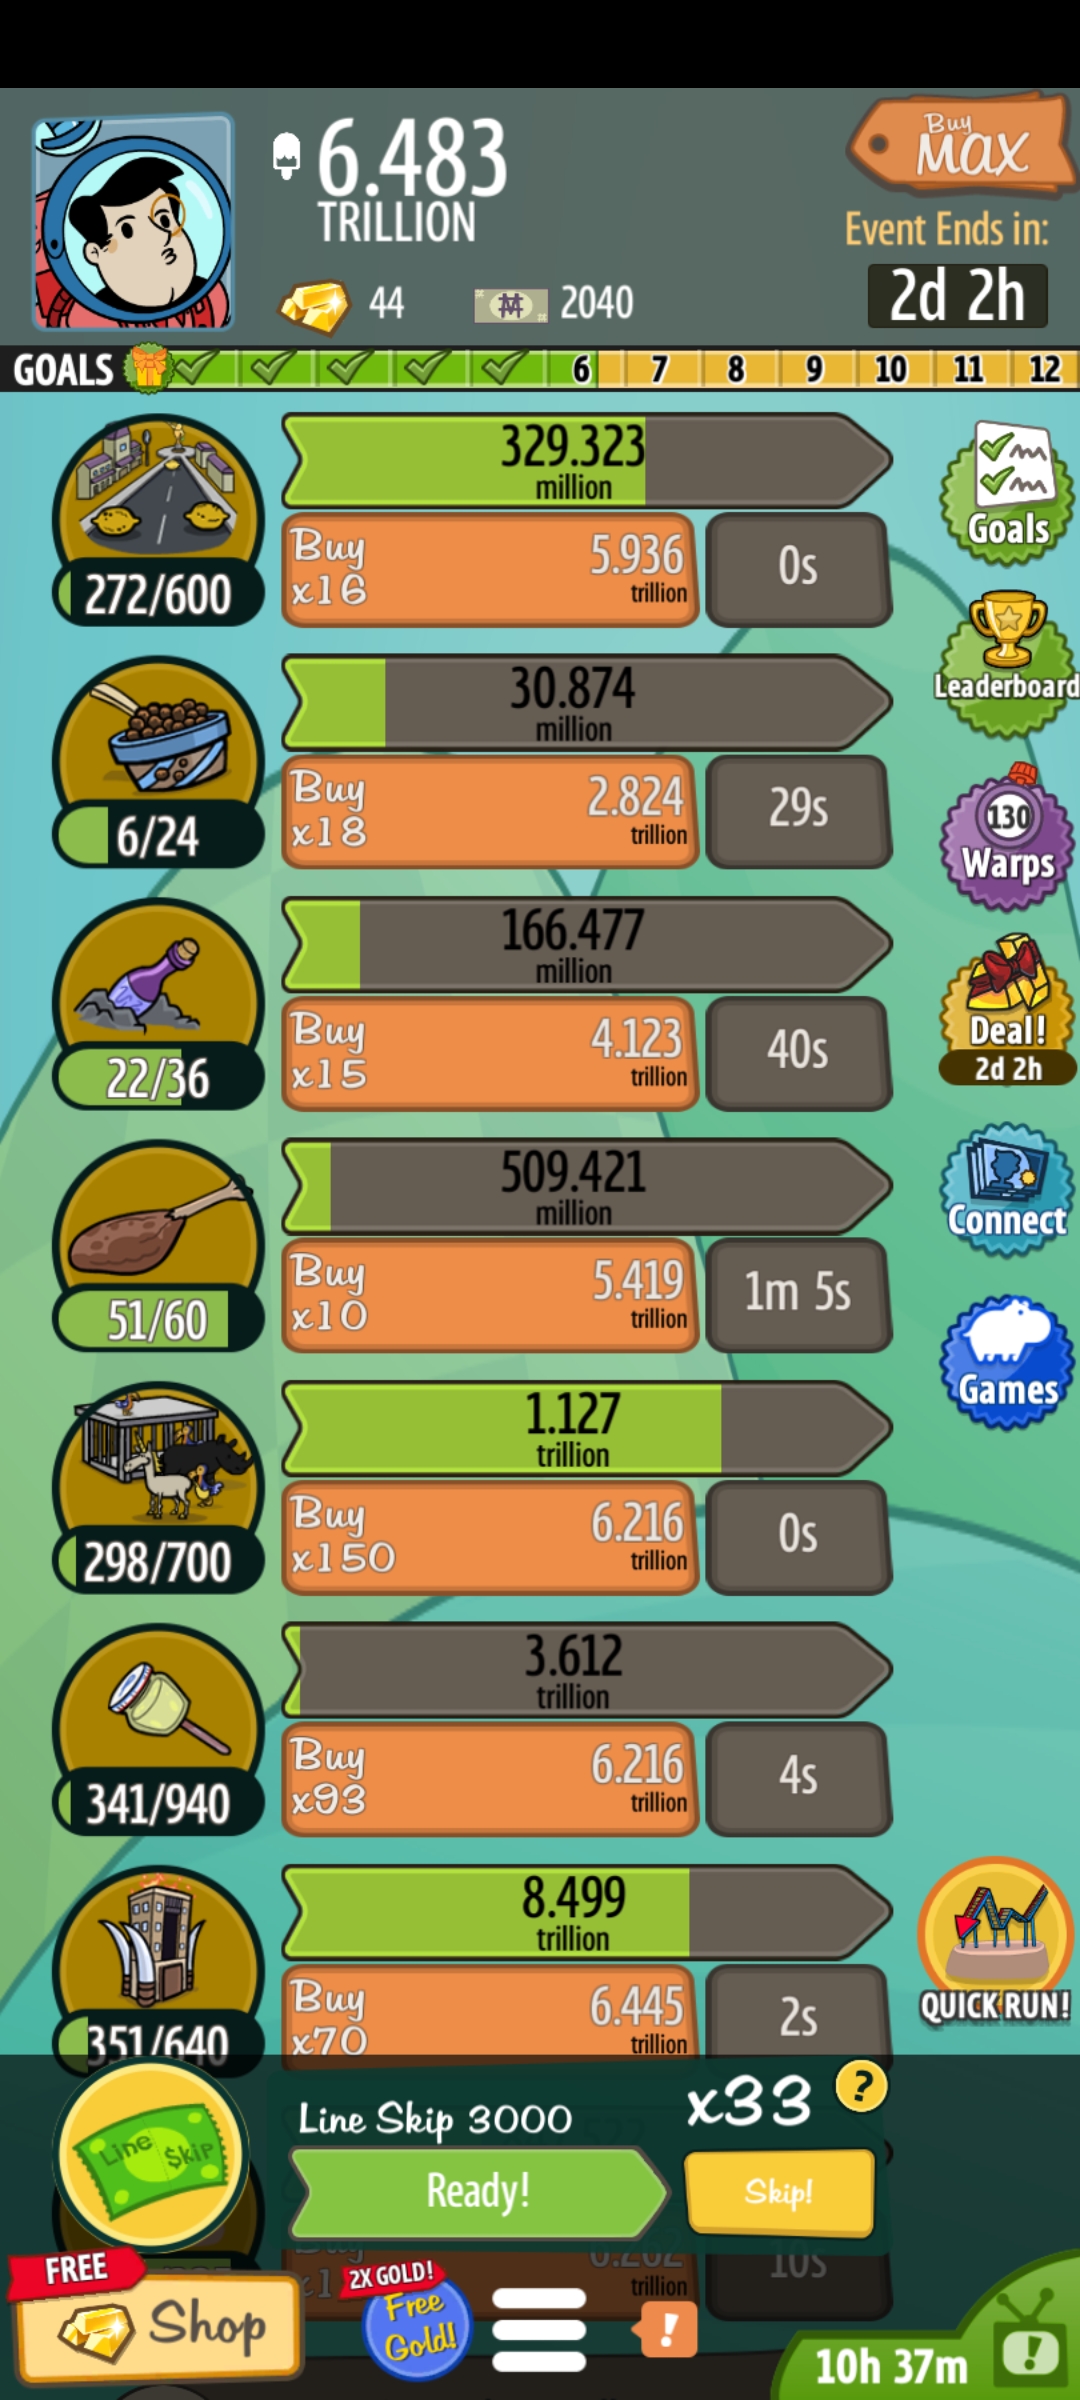 6.483
TRILLION
Buy
MAX
Event Ends in:
2d 2h
44
2040
GOALS 6 7 8 9 10 11 12
329.323
million
Buy
x16
5.936
trillion
0s
272/600
Goals
30.874
million
Buy
x18
2.824
trillion
29s
6/24
Leaderboard
166.477
million
Buy
x15
4.123
trillion
40s
22/36
130
Warps
Deal!
2d 2h
509.421
million
Buy
x10
5.419
trillion
1m 5s
51/60
Connect
1.127
trillion
Buy
x150
6.216
trillion
0s
298/700
Games
3.612
trillion
Buy
x93
6.216
trillion
4s
341/940
8.499
trillion
Buy
x70
6.445
trillion
2s
351/640
QUICK RUN!
Line Skip
Line Skip 3000
x33
?
Ready!
Skip!
Buy
trillion
10s
FREE
Shop
2X GOLD!
Free
Gold!
!
10h 37m
!